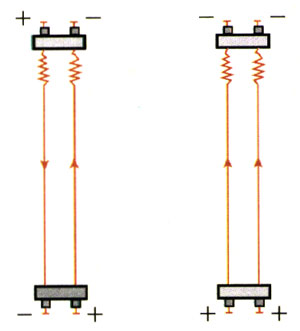 + − − −
− + + +